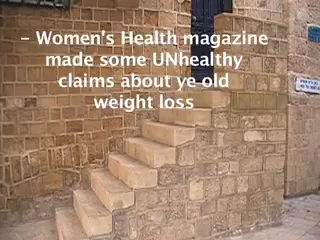 - Women's Health magazine
made some UNhealthy
claims about ye old
weight loss